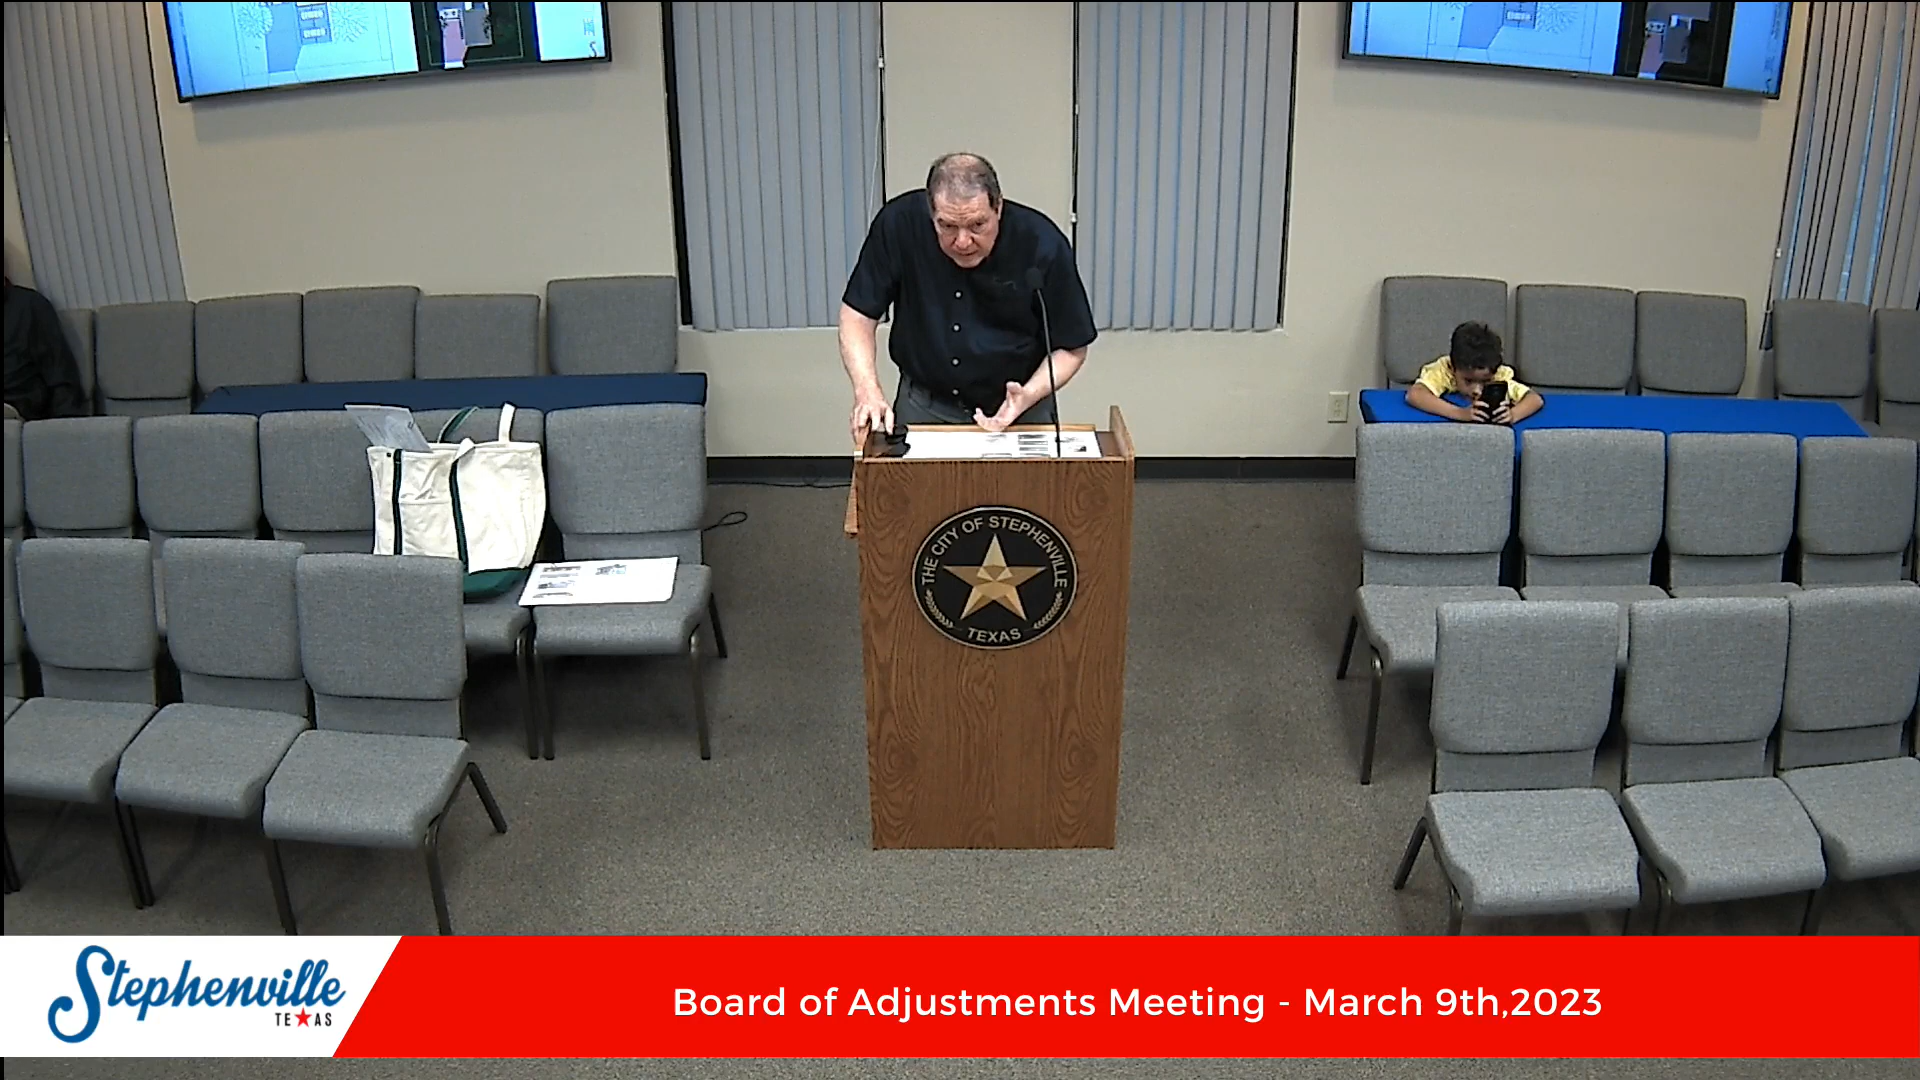 THE CITY OF STEPHENVILLE
TEXAS
Stephenville
TEXAS
Board of Adjustments Meeting - March 9th,2023